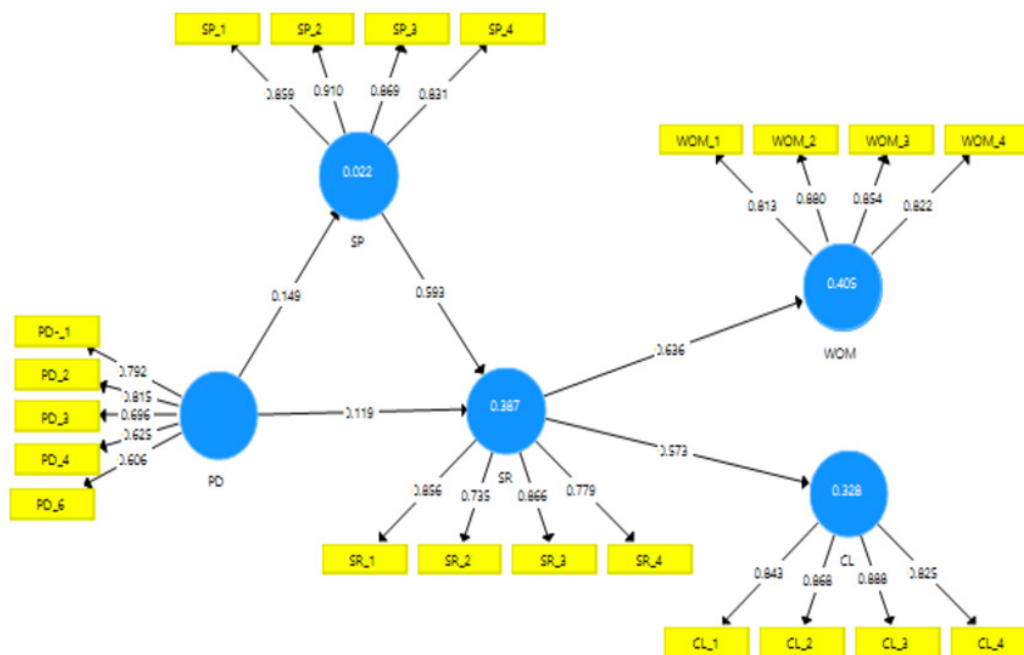 SP_1 SP_2 SP_3 SP_4
0.859 0.910 0.869 0.831
0.022
SP
WOM_1 WOM_2 WOM_3 WOM_4
0.813 0.880 0.854 0.822
0.405
WOM
0.149
0.593
0.636
PD-_1
PD_2
PD_3
PD_4
PD_6
0.792
0.815
0.696
0.625
0.606
PD
0.119
0.387
SR
0.573
0.856 0.735 0.866 0.779
SR_1 SR_2 SR_3 SR_4
0.328
CL
0.843 0.868 0.888 0.825
CL_1 CL_2 CL_3 CL_4